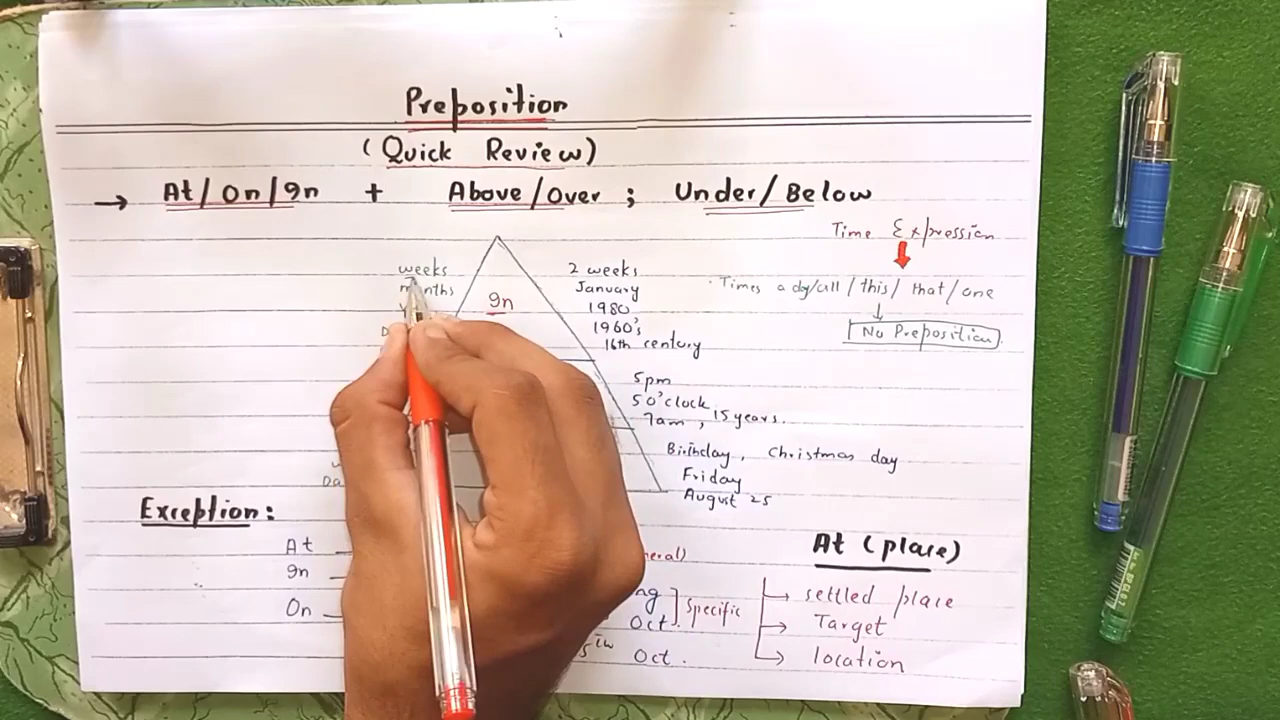 Preposition
(Quick Review)
→ At/On/In + Above/Over ; Under/Below
Time Expression
weeks
months
In
2 weeks
January
1980
1960's
16th century
· Times a dy/all / this / that / one
No Preposition
5pm
5 O'clock
7am , 15 years.
Birthday, Christmas day
Friday
August 25
Exception:
At
In
On
Specific
Oct.
Oct.
At (place)
settled place
Target
location